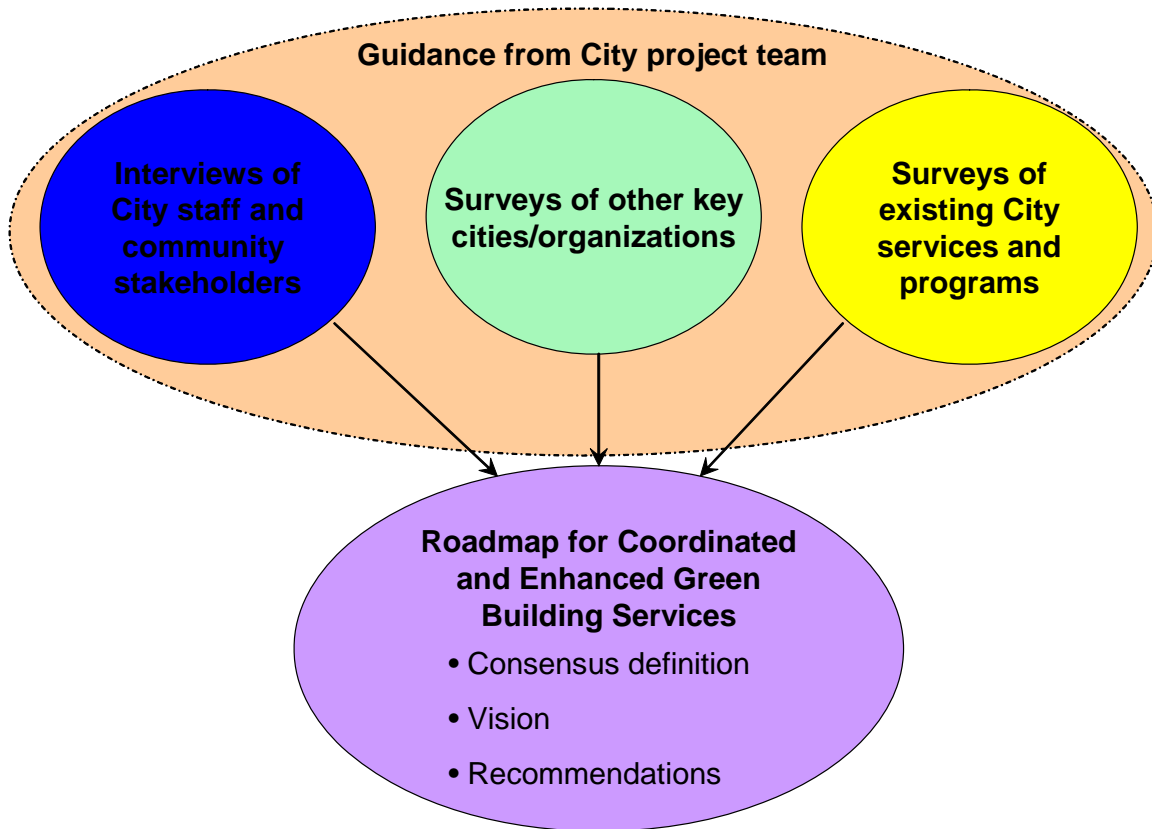 Guidance from City project team
Interviews of
City staff and
community
stakeholders
Surveys of other key
cities/organizations
Surveys of
existing City
services and
programs
Roadmap for Coordinated
and Enhanced Green
Building Services
• Consensus definition
• Vision
• Recommendations